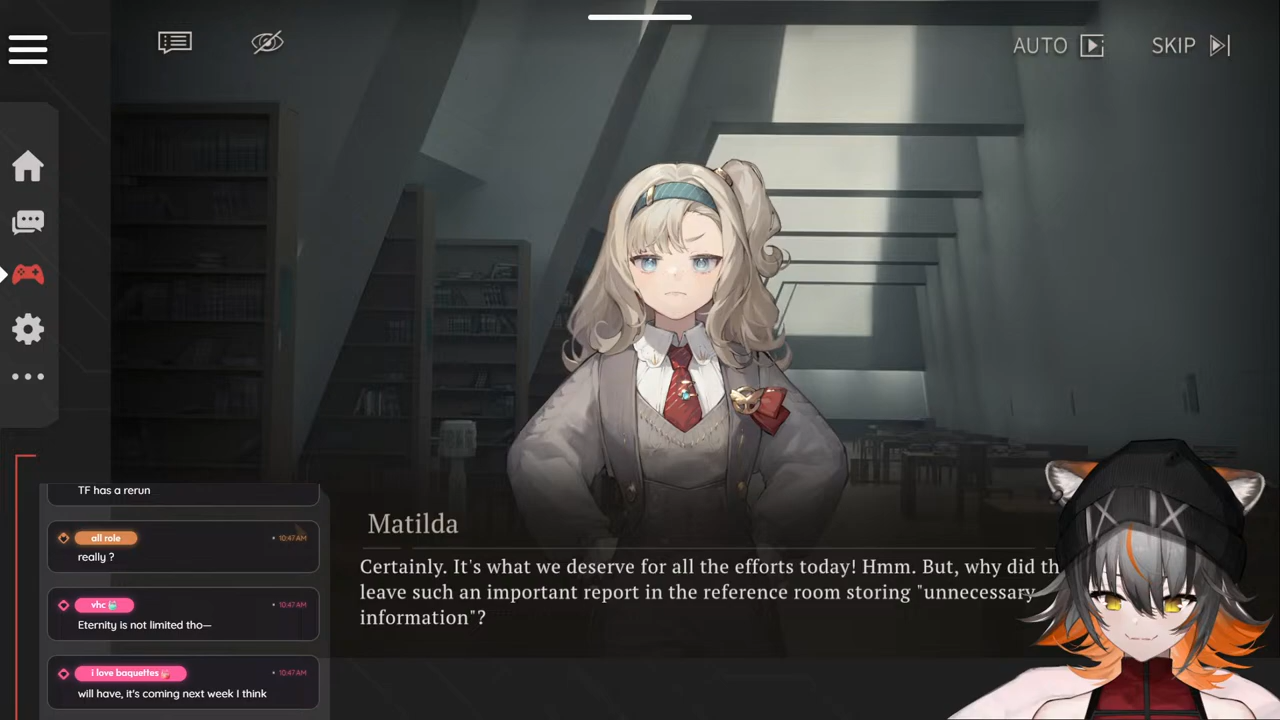 AUTO
SKIP
TF has a rerun
all role
10:47 AM
really ?
vhc
10:47 AM
Eternity is not limited tho—
i love baquettes
10:47 AM
will have, it's coming next week I think
Matilda
Certainly. It's what we deserve for all the efforts today! Hmm. But, why did th
leave such an important report in the reference room storing "unnecessary
information"?